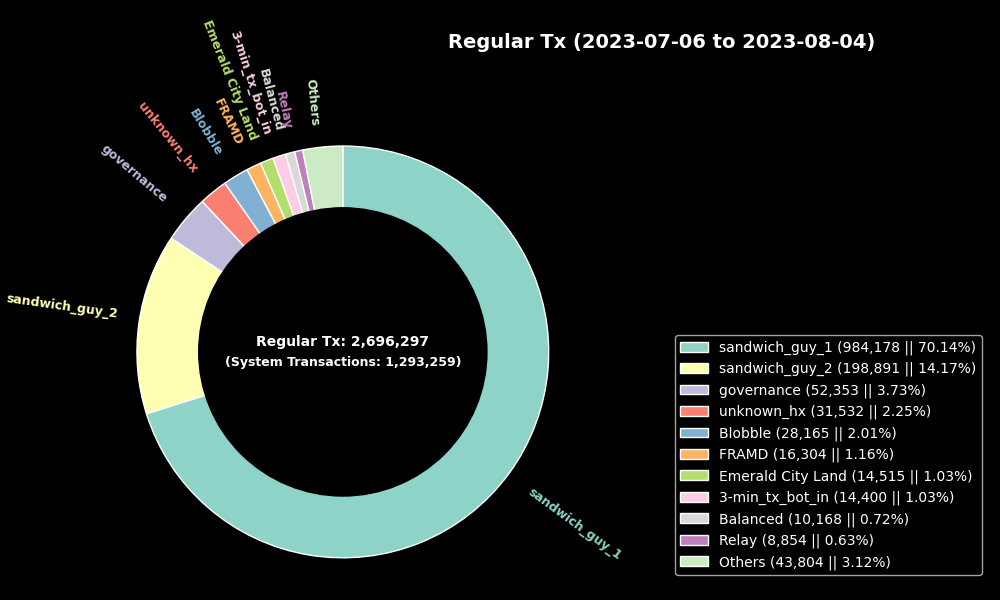 Regular Tx (2023-07-06 to 2023-08-04)
Others
Relay
Balanced
3-min_tx_bot_in
Emerald City Land
FRAMD
Blobble
unknown_hx
governance
sandwich_guy_2
sandwich_guy_1
Regular Tx: 2,696,297
(System Transactions: 1,293,259)
sandwich_guy_1 (984,178 || 70.14%)
sandwich_guy_2 (198,891 || 14.17%)
governance (52,353 || 3.73%)
unknown_hx (31,532 || 2.25%)
Blobble (28,165 || 2.01%)
FRAMD (16,304 || 1.16%)
Emerald City Land (14,515 || 1.03%)
3-min_tx_bot_in (14,400 || 1.03%)
Balanced (10,168 || 0.72%)
Relay (8,854 || 0.63%)
Others (43,804 || 3.12%)